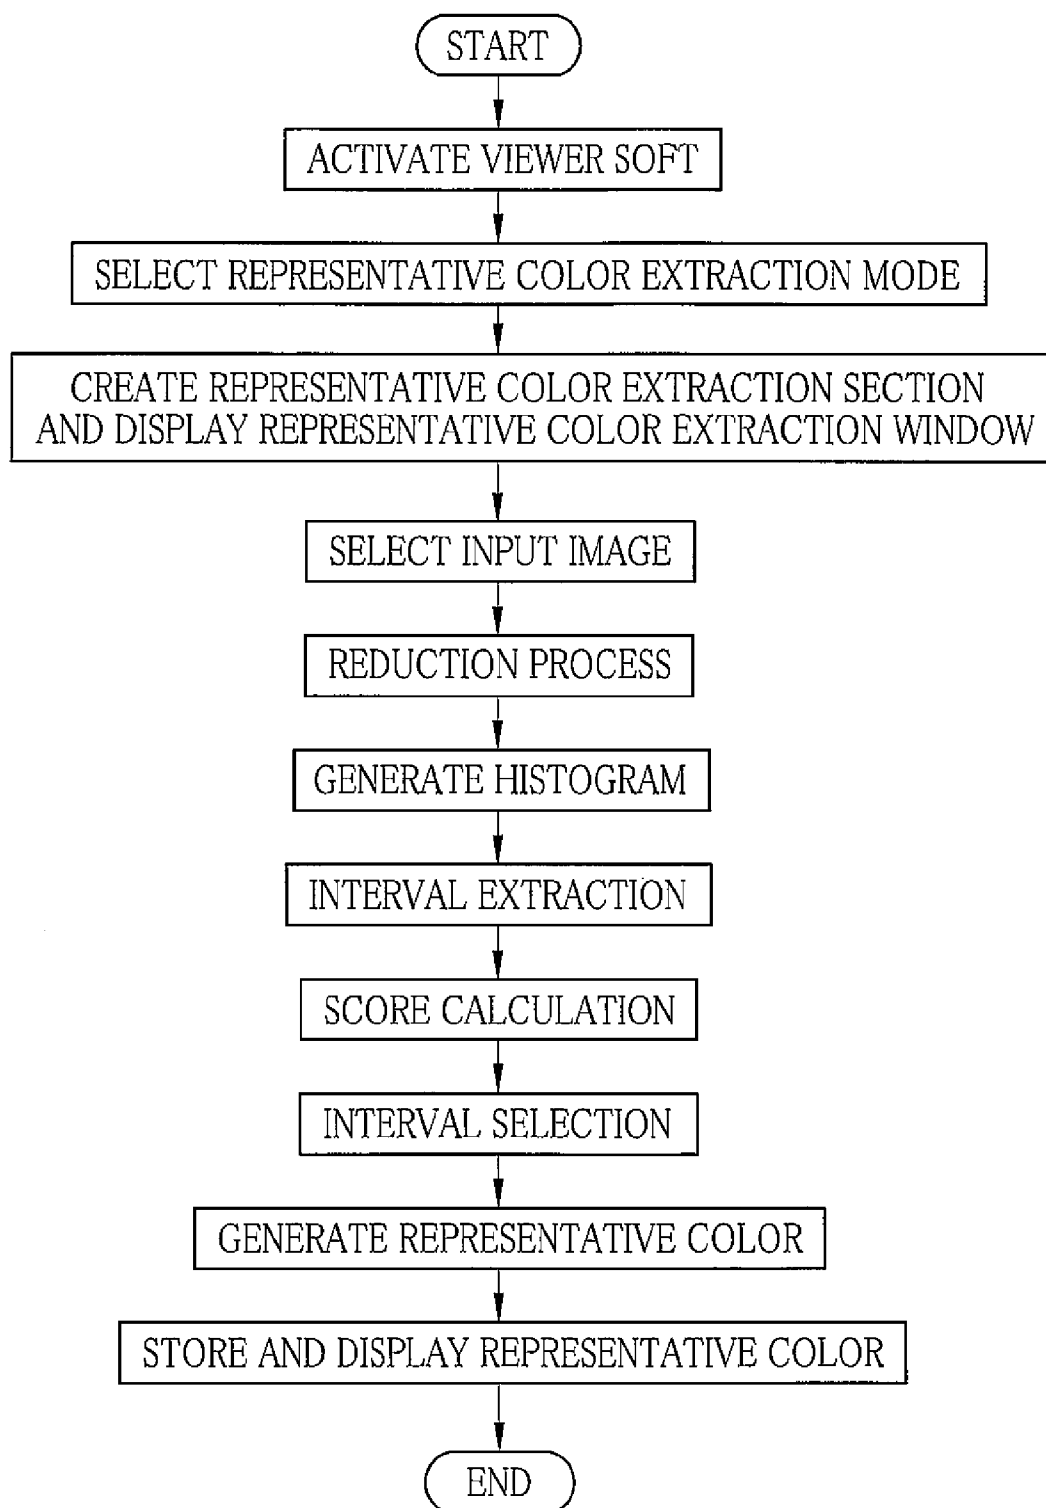 START
ACTIVATE VIEWER SOFT
SELECT REPRESENTATIVE COLOR EXTRACTION MODE
CREATE REPRESENTATIVE COLOR EXTRACTION SECTION
AND DISPLAY REPRESENTATIVE COLOR EXTRACTION WINDOW
SELECT INPUT IMAGE
REDUCTION PROCESS
GENERATE HISTOGRAM
INTERVAL EXTRACTION
SCORE CALCULATION
INTERVAL SELECTION
GENERATE REPRESENTATIVE COLOR
STORE AND DISPLAY REPRESENTATIVE COLOR
END